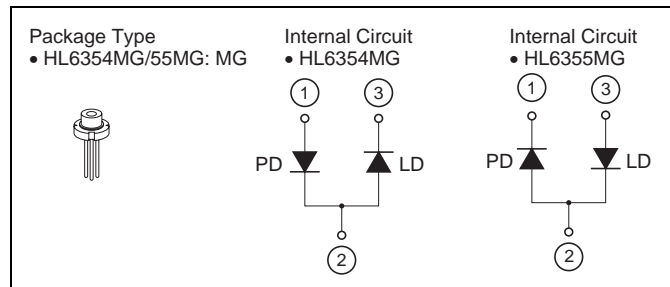 Package Type
• HL6354MG/55MG: MG
Internal Circuit
• HL6354MG
1 3
PD LD
2
Internal Circuit
• HL6355MG
1 3
PD LD
2